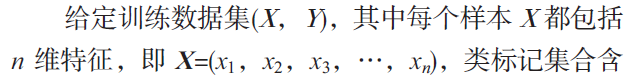 给定训练数据集(X, Y),其中每个样本 X 都包括
n 维特征,即 X=(x₁, x₂, x₃, …, xₙ),类标记集合含